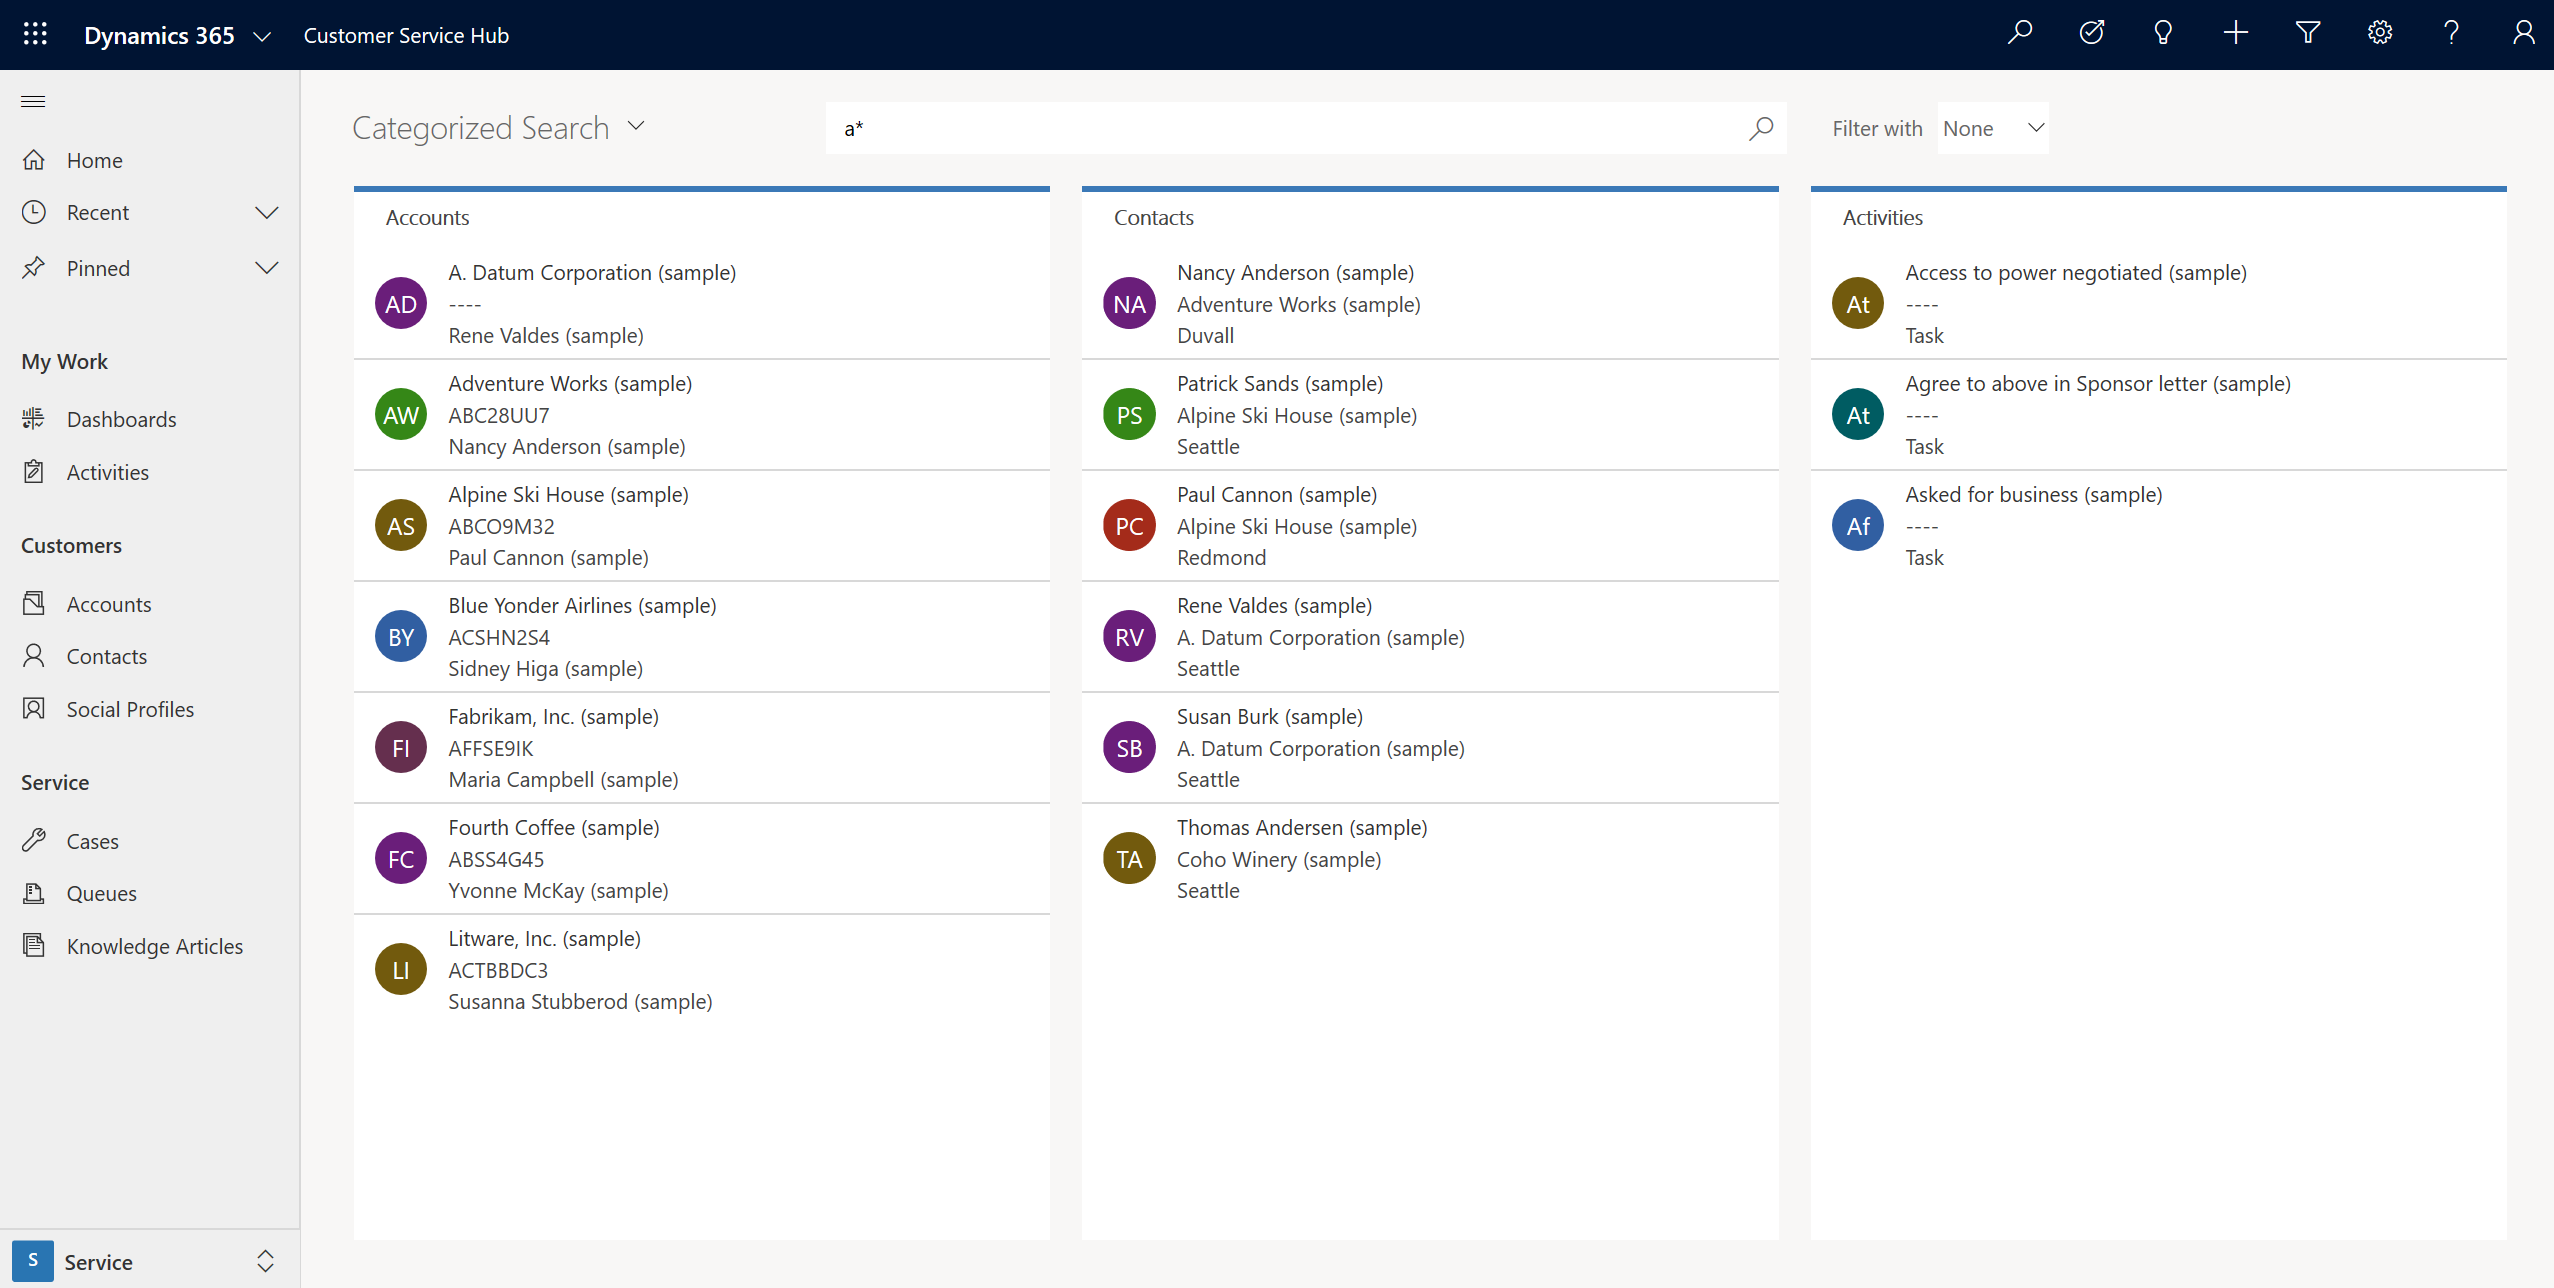 Dynamics 365
Customer Service Hub
Home
Recent
Pinned
My Work
Dashboards
Activities
Customers
Accounts
Contacts
Social Profiles
Service
Cases
Queues
Knowledge Articles
S
Service
Categorized Search
a*
Filter with
None
Accounts
AD
A. Datum Corporation (sample)
----
Rene Valdes (sample)
AW
Adventure Works (sample)
ABC28UU7
Nancy Anderson (sample)
AS
Alpine Ski House (sample)
ABCO9M32
Paul Cannon (sample)
BY
Blue Yonder Airlines (sample)
ACSHN2S4
Sidney Higa (sample)
FI
Fabrikam, Inc. (sample)
AFFSE9IK
Maria Campbell (sample)
FC
Fourth Coffee (sample)
ABSS4G45
Yvonne McKay (sample)
LI
Litware, Inc. (sample)
ACTBBDC3
Susanna Stubberod (sample)
Contacts
NA
Nancy Anderson (sample)
Adventure Works (sample)
Duvall
PS
Patrick Sands (sample)
Alpine Ski House (sample)
Seattle
PC
Paul Cannon (sample)
Alpine Ski House (sample)
Redmond
RV
Rene Valdes (sample)
A. Datum Corporation (sample)
Seattle
SB
Susan Burk (sample)
A. Datum Corporation (sample)
Seattle
TA
Thomas Andersen (sample)
Coho Winery (sample)
Seattle
Activities
At
Access to power negotiated (sample)
----
Task
At
Agree to above in Sponsor letter (sample)
----
Task
Af
Asked for business (sample)
----
Task